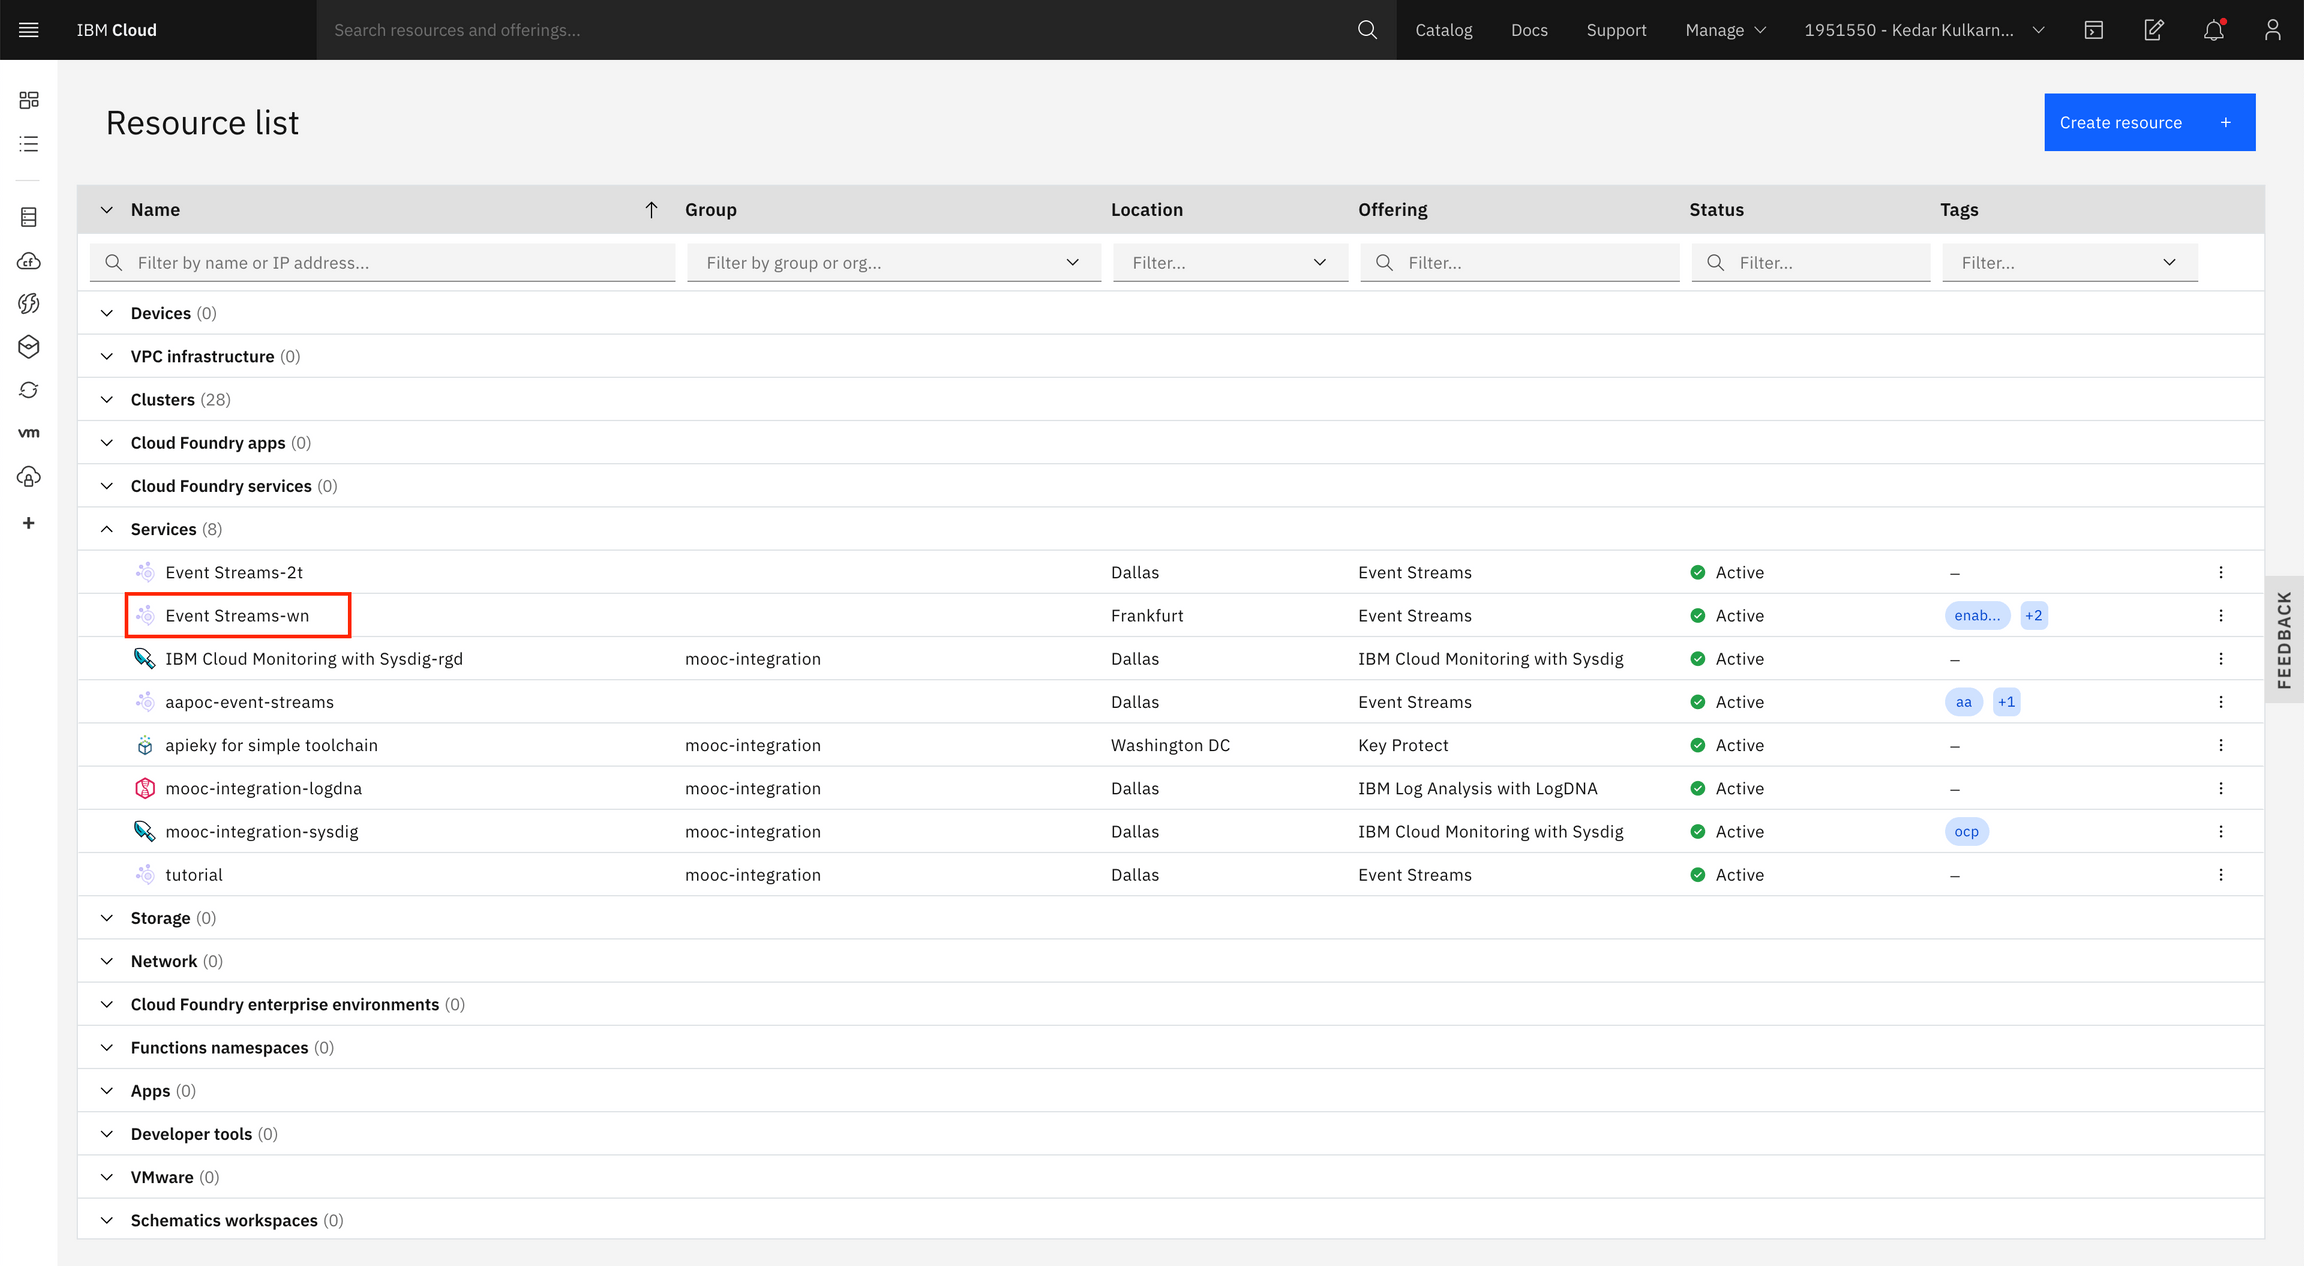 IBM Cloud Search resources and offerings... Catalog Docs Support Manage 1951550 - Kedar Kulkarn...
Resource list
Create resource +
Name Group Location Offering Status Tags
Filter by name or IP address... Filter by group or org... Filter... Filter... Filter... Filter...
Devices (0)
VPC infrastructure (0)
Clusters (28)
Cloud Foundry apps (0)
cf
vm
Cloud Foundry services (0)
Services (8)
Event Streams-2t Dallas Event Streams Active –
Event Streams-wn Frankfurt Event Streams Active enab... +2
IBM Cloud Monitoring with Sysdig-rgd mooc-integration Dallas IBM Cloud Monitoring with Sysdig Active –
aapoc-event-streams Dallas Event Streams Active aa +1
apieky for simple toolchain mooc-integration Washington DC Key Protect Active –
mooc-integration-logdna mooc-integration Dallas IBM Log Analysis with LogDNA Active –
mooc-integration-sysdig mooc-integration Dallas IBM Cloud Monitoring with Sysdig Active ocp
tutorial mooc-integration Dallas Event Streams Active –
Storage (0)
Network (0)
Cloud Foundry enterprise environments (0)
Functions namespaces (0)
Apps (0)
Developer tools (0)
VMware (0)
Schematics workspaces (0)
FEEDBACK